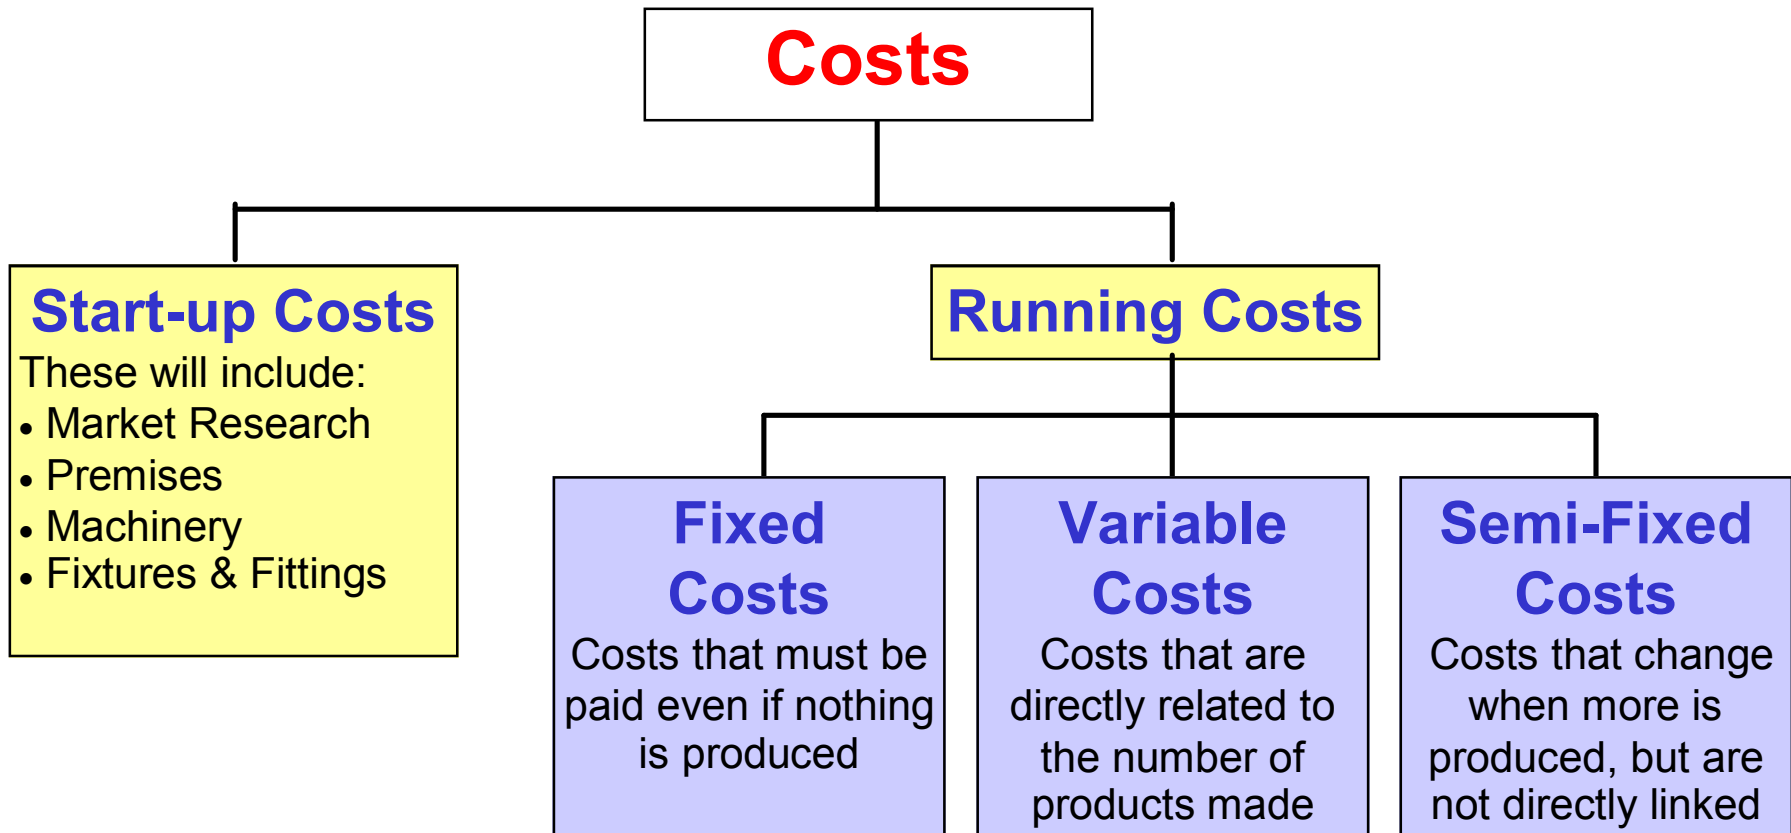 Costs
Start-up Costs
These will include:
• Market Research
• Premises
• Machinery
• Fixtures & Fittings
Running Costs
Fixed
Costs
Costs that must be
paid even if nothing
is produced
Variable
Costs
Costs that are
directly related to
the number of
products made
Semi-Fixed
Costs
Costs that change
when more is
produced, but are
not directly linked